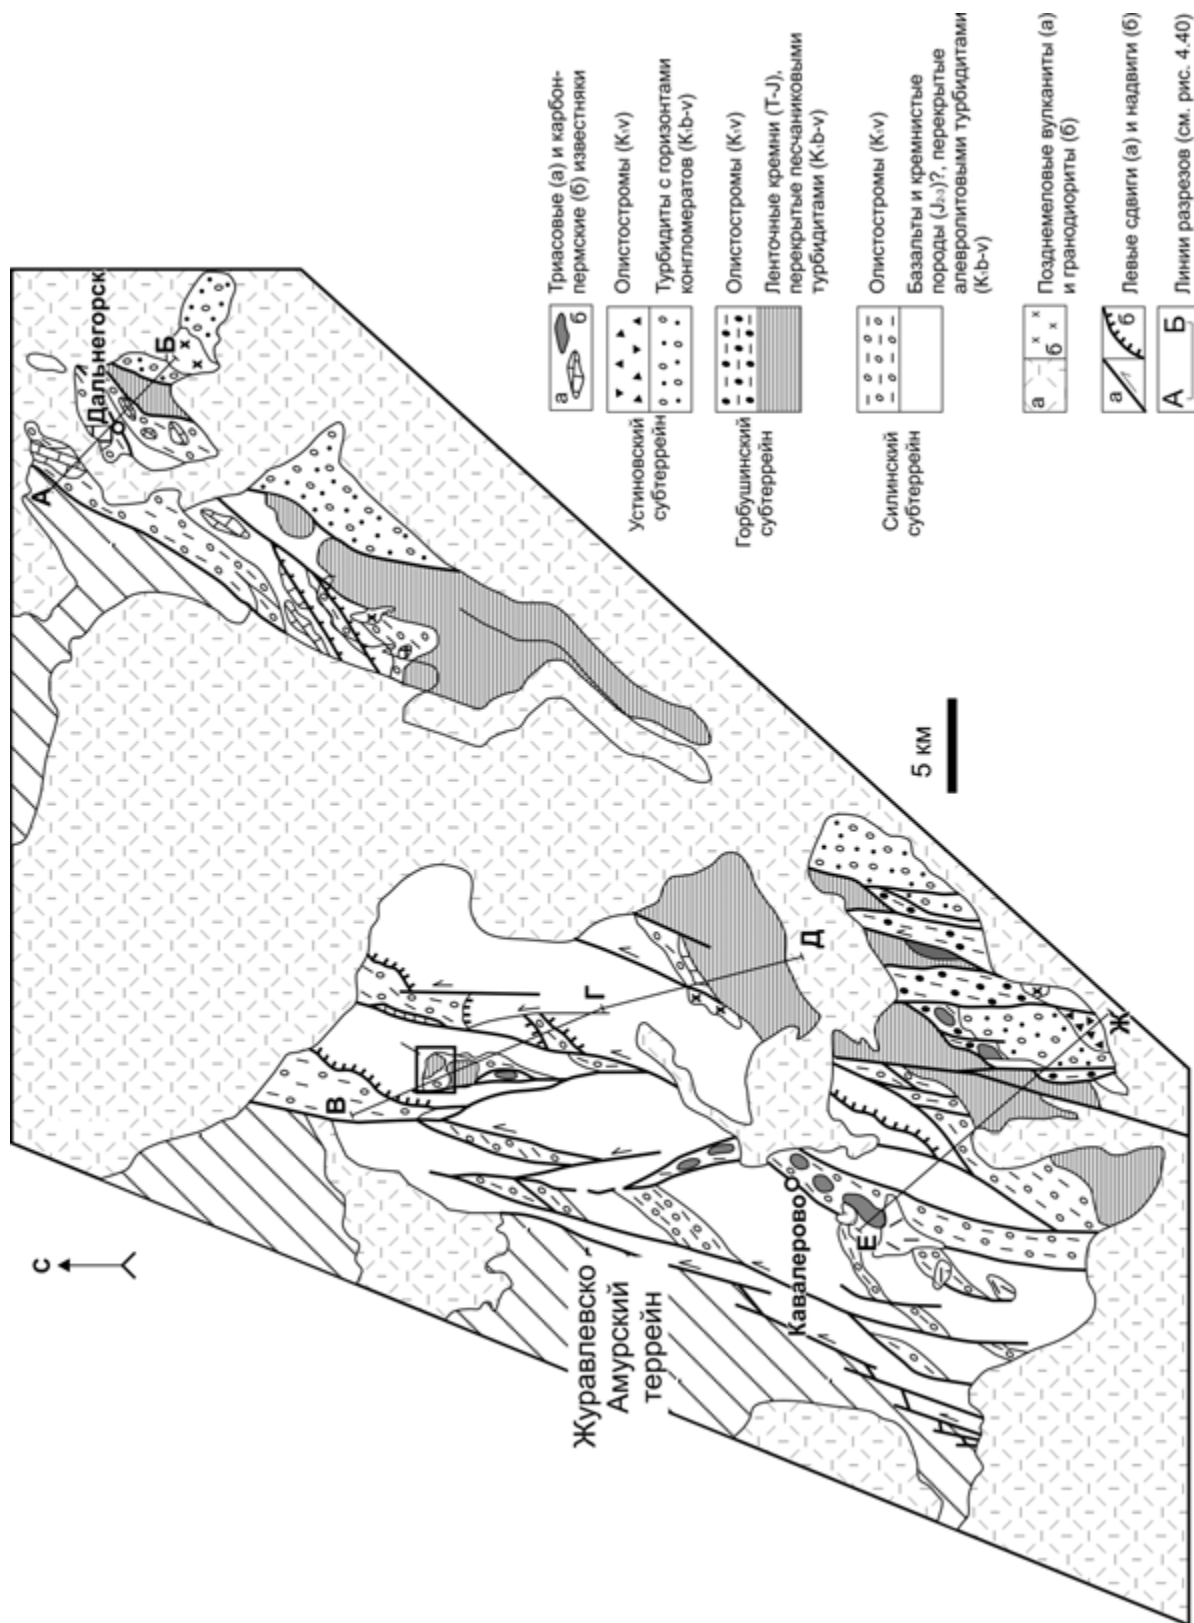 Дальнегорск
А
Б
В
Г
Д
Е
Ж
С
Кавалерово
Журавлевско
Амурский
террейн
5 км
а
б
Триасовые (а) и карбон-
пермские (б) известняки
Устиновский
субтеррейн
Олистостромы (K₁v)
Турбидиты с горизонтами
конгломератов (K₁b-v)
Горбушинский
субтеррейн
Олистостромы (K₁v)
Ленточные кремни (T-J),
перекрытые песчаниковыми
турбидитами (K₁b-v)
Силинский
субтеррейн
Олистостромы (K₁v)
Базальты и кремнистые
породы (J₂₋₃)?, перекрытые
алевролитовыми турбидитами
(K₁b-v)
а
б
Позднемеловые вулканиты (а)
и гранодиориты (б)
а
б
Левые сдвиги (а) и надвиги (б)
А
Б
Линии разрезов (см. рис. 4.40)